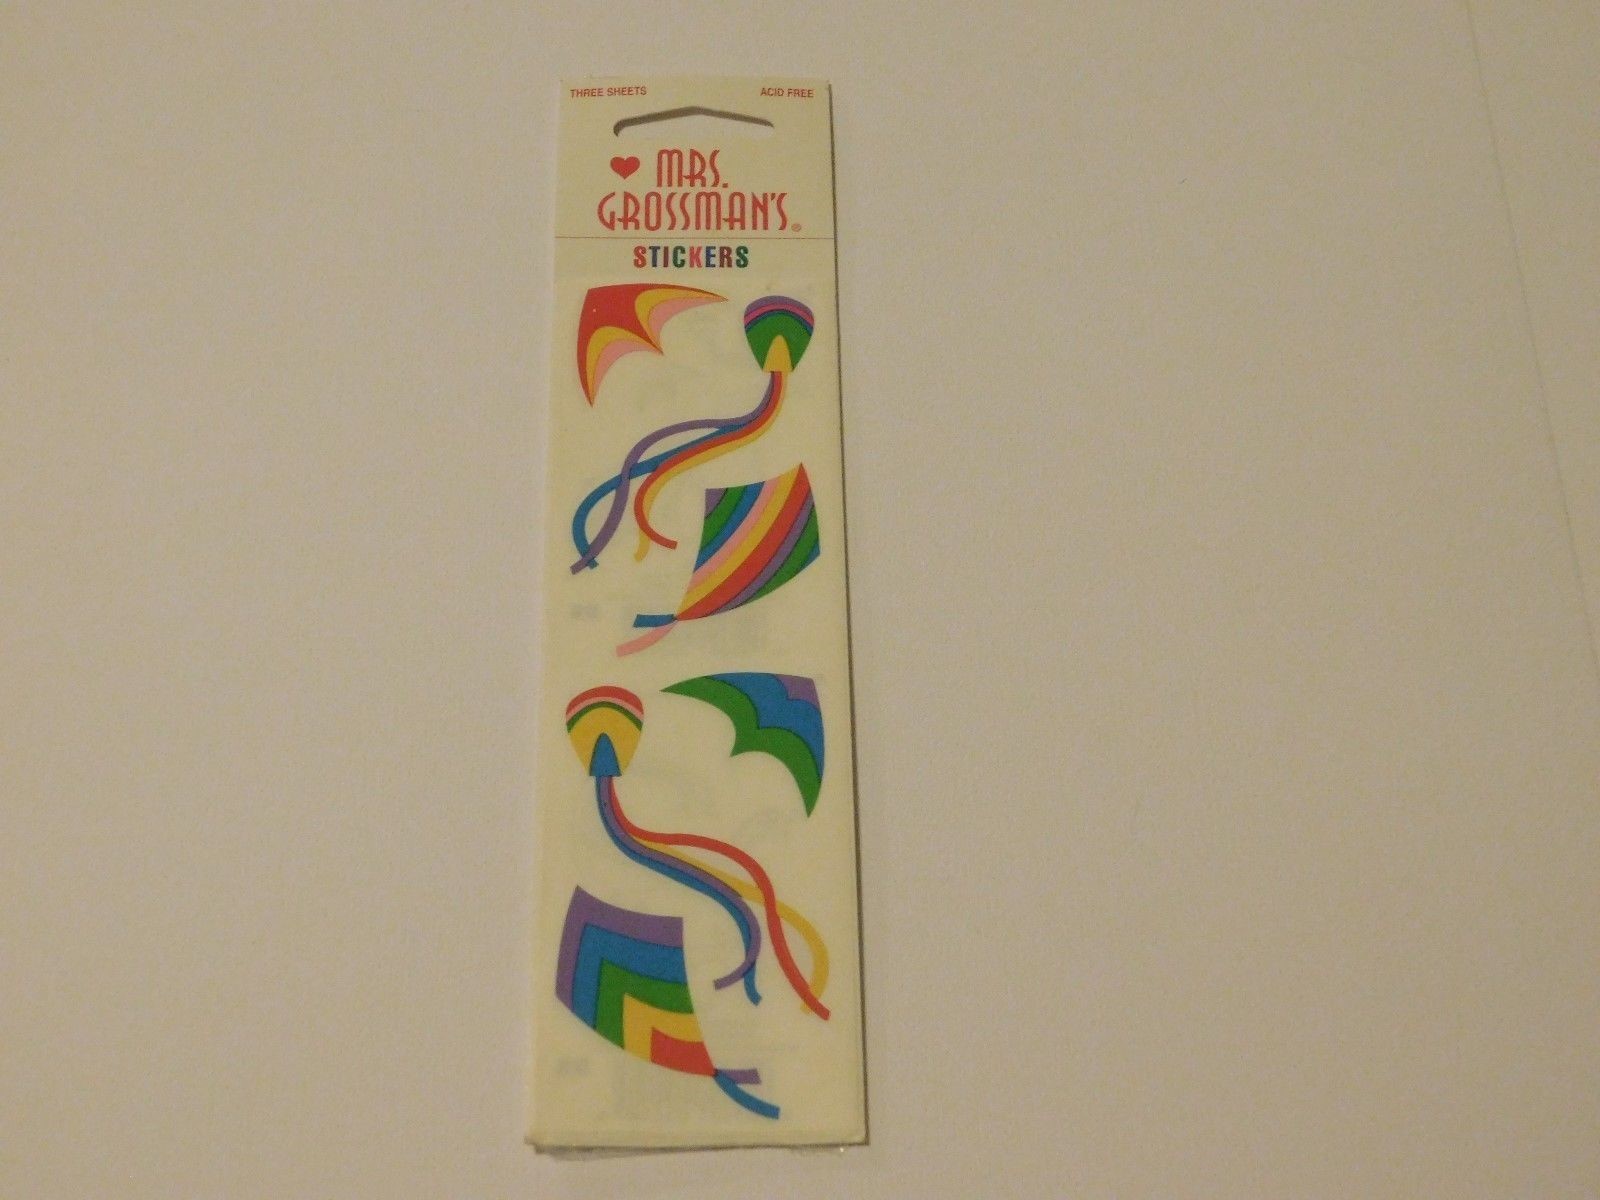 THREE SHEETS ACID FREE
MRS.
GROSSMAN'S®
STICKERS